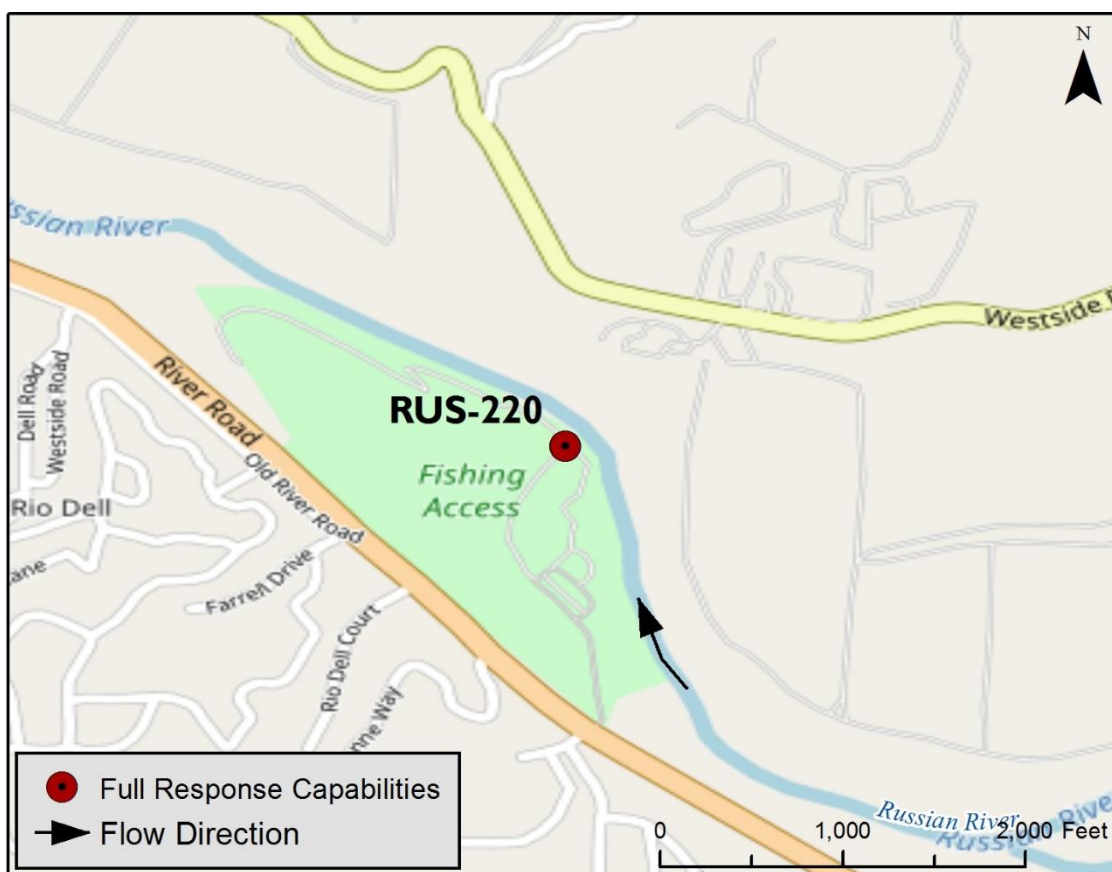 N
ssian River
Westside
River Road
Dell Road
Westside Road
RUS-220
Old River Road
Fishing
Access
Rio Dell
ane
Farrell Drive
Rio Dell Court
nne Way
Full Response Capabilities
Flow Direction
Russian River
Russian River
0 1,000 2,000 Feet